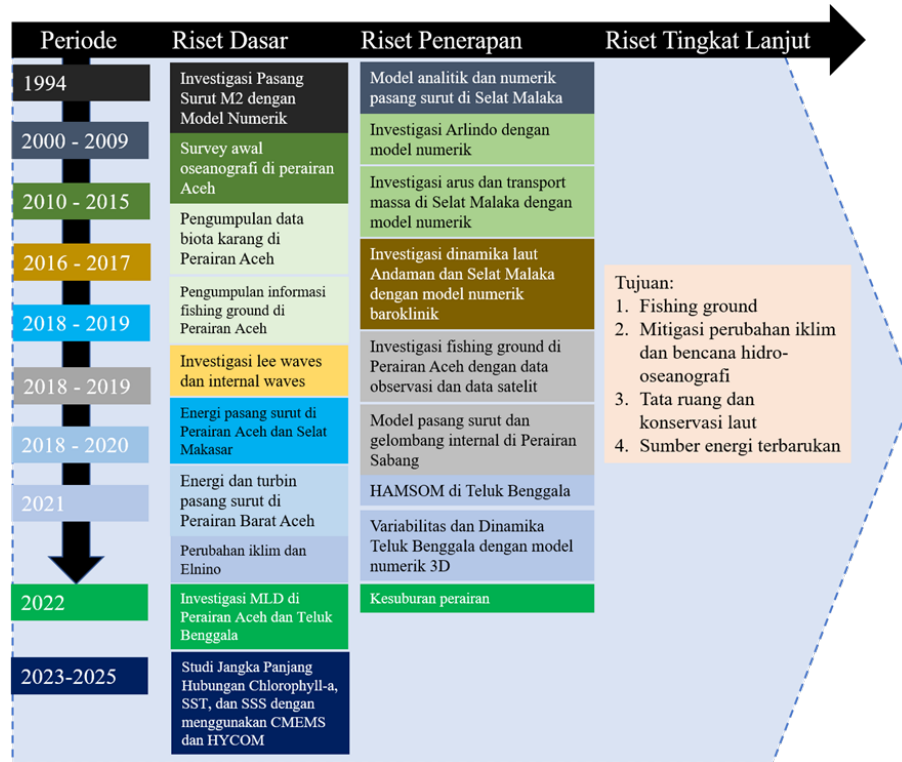 Periode
Riset Dasar
Riset Penerapan
Riset Tingkat Lanjut
1994
2000 - 2009
2010 - 2015
2016 - 2017
2018 - 2019
2018 - 2019
2018 - 2020
2021
2022
2023-2025
Investigasi Pasang
Surut M2 dengan
Model Numerik
Survey awal
oseanografi di perairan
Aceh
Pengumpulan data
biota karang di
Perairan Aceh
Pengumpulan informasi
fishing ground di
Perairan Aceh
Investigasi lee waves
dan internal waves
Energi pasang surut di
Perairan Aceh dan Selat
Makasar
Energi dan turbin
pasang surut di
Perairan Barat Aceh
Perubahan iklim dan
Elnino
Investigasi MLD di
Perairan Aceh dan Teluk
Benggala
Studi Jangka Panjang
Hubungan Chlorophyll-a,
SST, dan SSS dengan
menggunakan CMEMS
dan HYCOM
Model analitik dan numerik
pasang surut di Selat Malaka
Investigasi Arlindo dengan
model numerik
Investigasi arus dan transport
massa di Selat Malaka dengan
model numerik
Investigasi dinamika laut
Andaman dan Selat Malaka
dengan model numerik
baroklinik
Investigasi fishing ground di
Perairan Aceh dengan data
observasi dan data satelit
Model pasang surut dan
gelombang internal di Perairan
Sabang
HAMSOM di Teluk Benggala
Variabilitas dan Dinamika
Teluk Benggala dengan model
numerik 3D
Kesuburan perairan
Tujuan:
1. Fishing ground
2. Mitigasi perubahan iklim
dan bencana hidro-
oseanografi
3. Tata ruang dan
konservasi laut
4. Sumber energi terbarukan